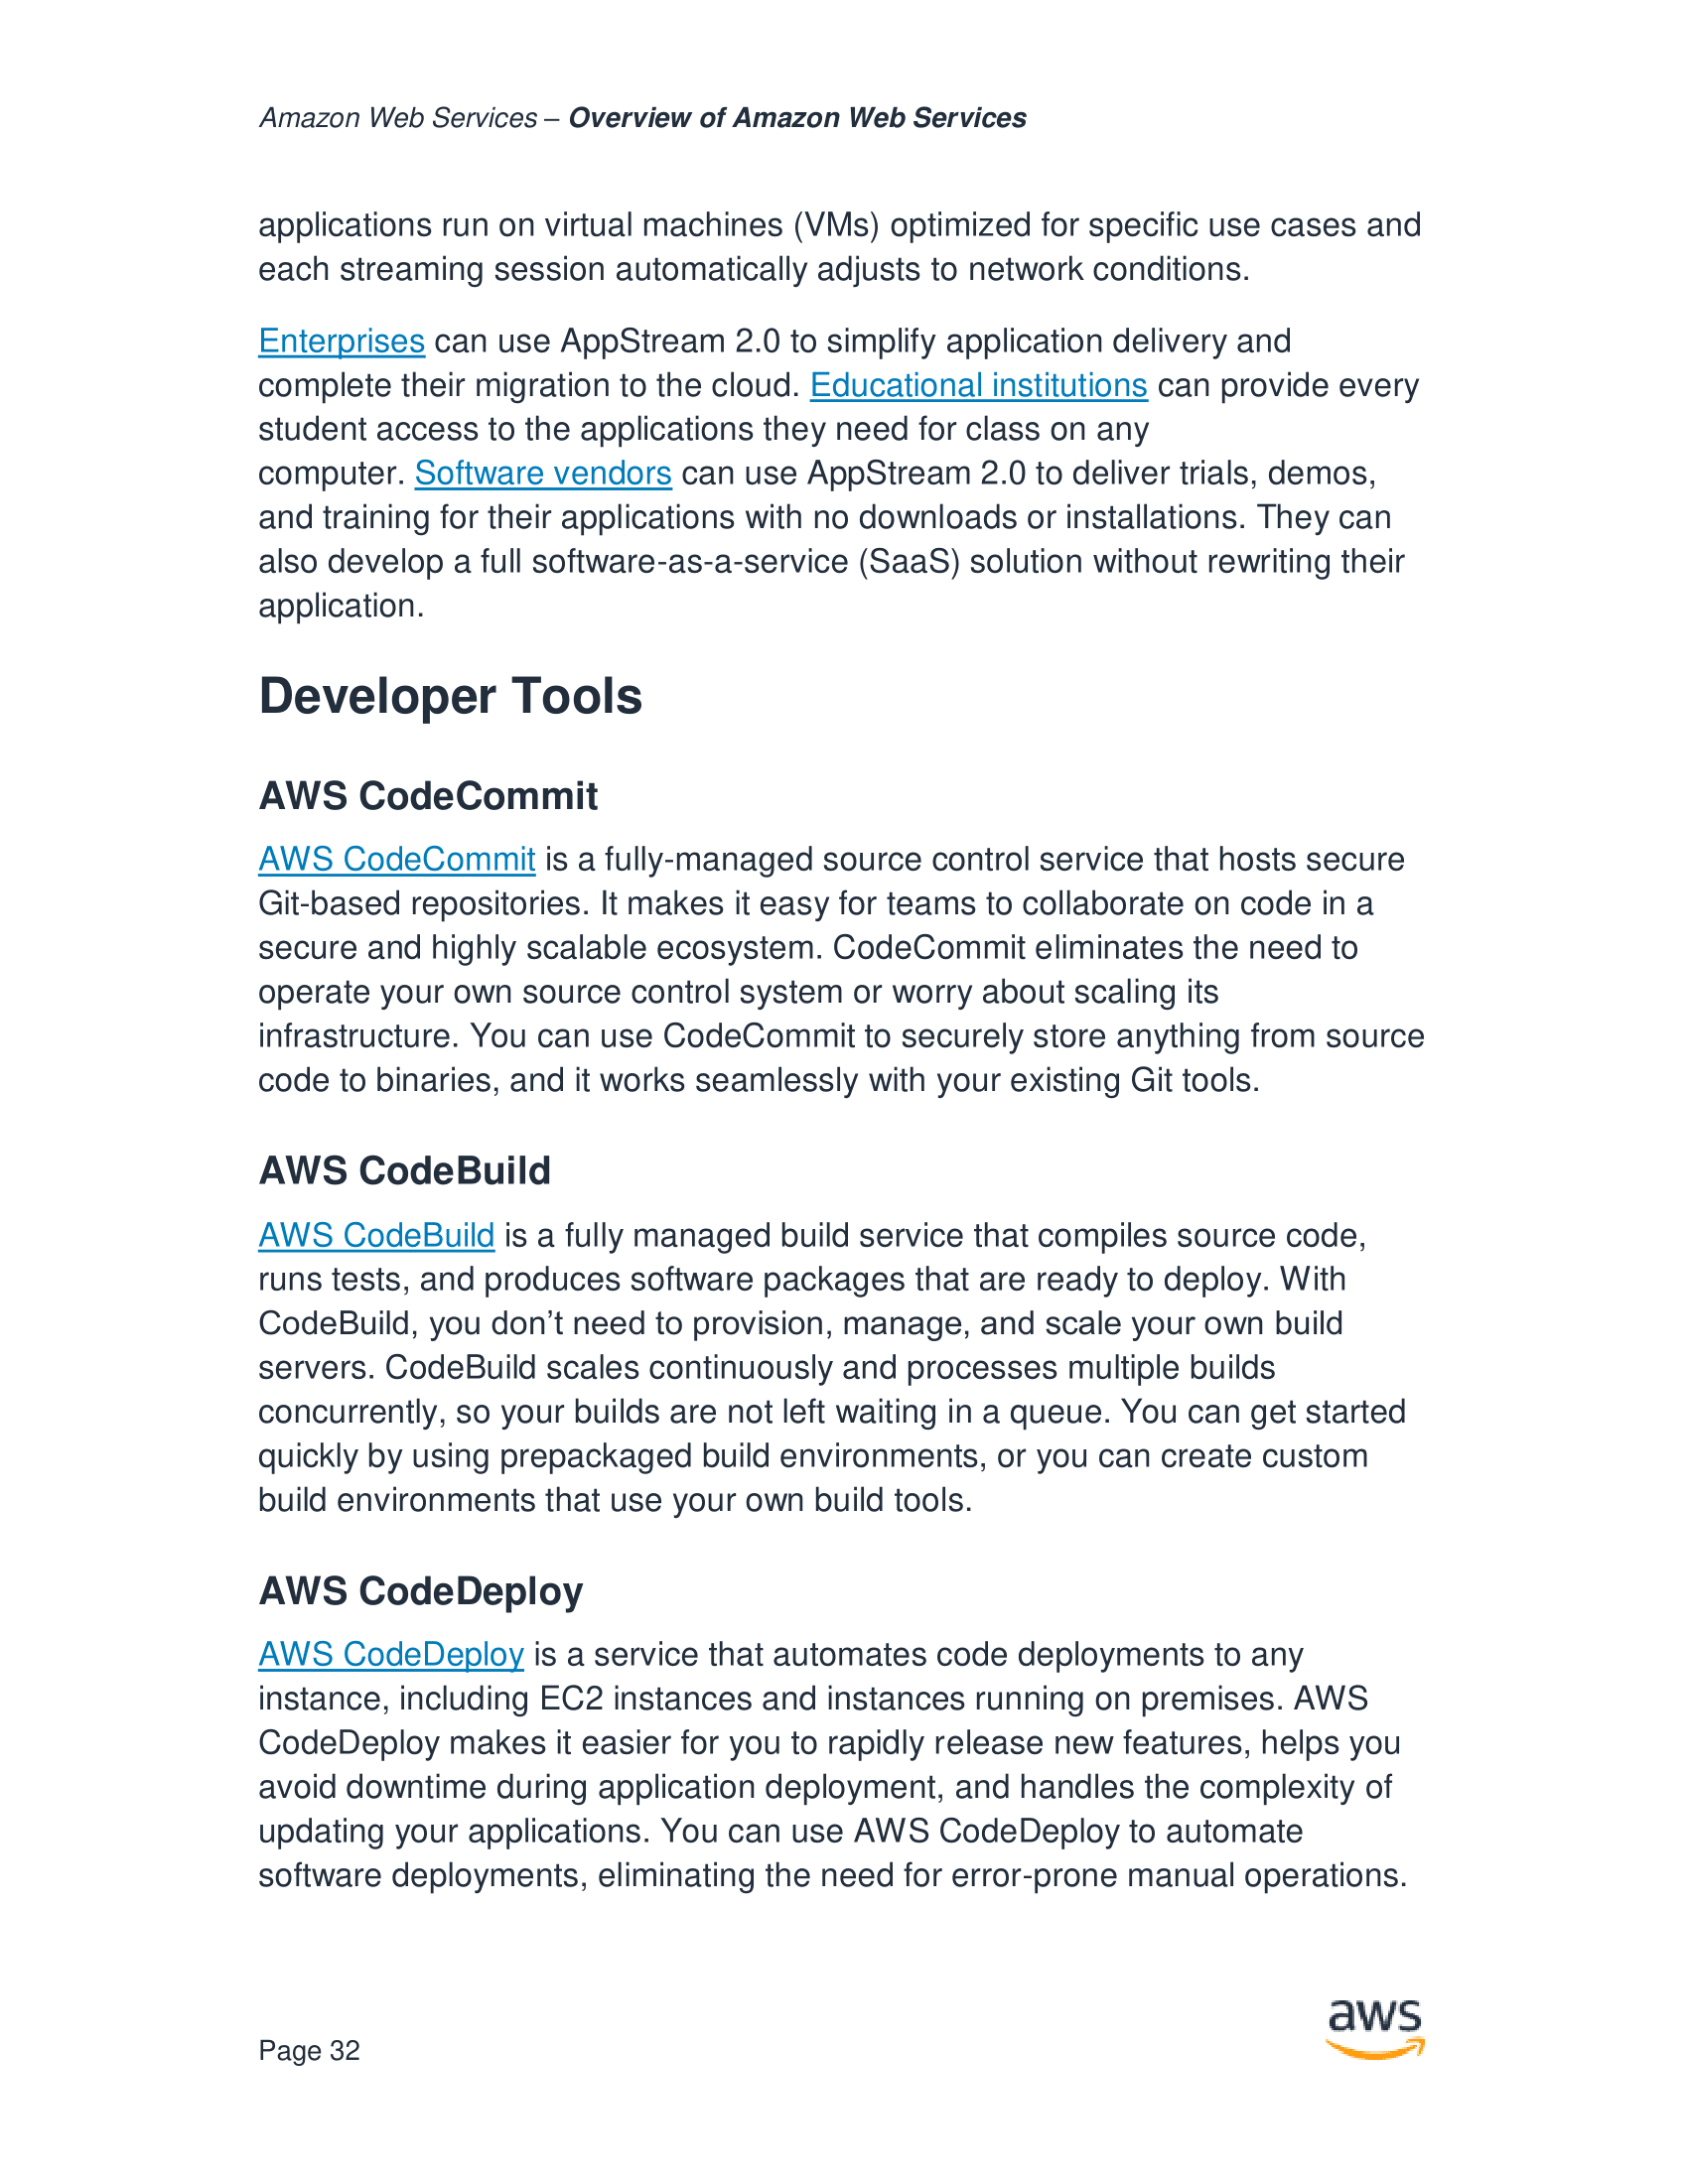 Amazon Web Services – Overview of Amazon Web Services
applications run on virtual machines (VMs) optimized for specific use cases and
each streaming session automatically adjusts to network conditions.
Enterprises can use AppStream 2.0 to simplify application delivery and
complete their migration to the cloud. Educational institutions can provide every
student access to the applications they need for class on any
computer. Software vendors can use AppStream 2.0 to deliver trials, demos,
and training for their applications with no downloads or installations. They can
also develop a full software-as-a-service (SaaS) solution without rewriting their
application.
Developer Tools
AWS CodeCommit
AWS CodeCommit is a fully-managed source control service that hosts secure
Git-based repositories. It makes it easy for teams to collaborate on code in a
secure and highly scalable ecosystem. CodeCommit eliminates the need to
operate your own source control system or worry about scaling its
infrastructure. You can use CodeCommit to securely store anything from source
code to binaries, and it works seamlessly with your existing Git tools.
AWS CodeBuild
AWS CodeBuild is a fully managed build service that compiles source code,
runs tests, and produces software packages that are ready to deploy. With
CodeBuild, you don’t need to provision, manage, and scale your own build
servers. CodeBuild scales continuously and processes multiple builds
concurrently, so your builds are not left waiting in a queue. You can get started
quickly by using prepackaged build environments, or you can create custom
build environments that use your own build tools.
AWS CodeDeploy
AWS CodeDeploy is a service that automates code deployments to any
instance, including EC2 instances and instances running on premises. AWS
CodeDeploy makes it easier for you to rapidly release new features, helps you
avoid downtime during application deployment, and handles the complexity of
updating your applications. You can use AWS CodeDeploy to automate
software deployments, eliminating the need for error-prone manual operations.
aws
Page 32